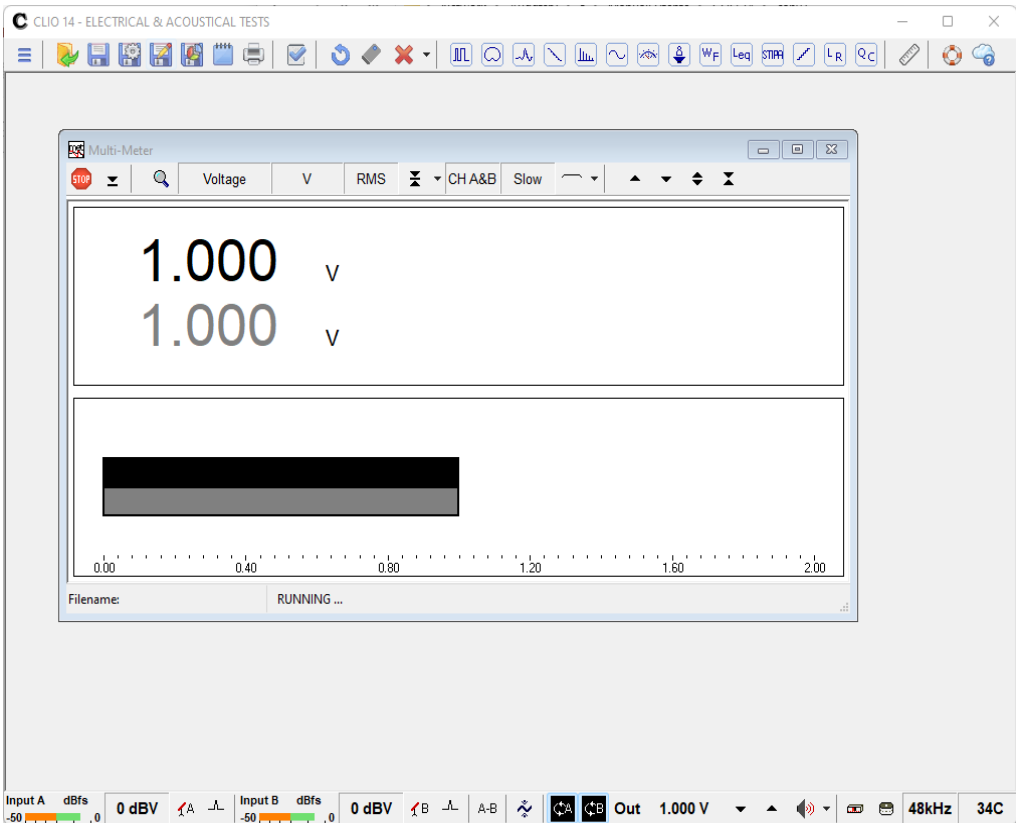 CLIO 14 - ELECTRICAL & ACOUSTICAL TESTS
WF Leq STIPA LR QC
Multi-Meter
STOP Voltage V RMS CH A&B Slow
1.000 V
1.000 V
0.00 0.40 0.80 1.20 1.60 2.00
Filename: RUNNING ...
Input A dBfs
-50 .0
0 dBV A
Input B dBfs
-50 .0
0 dBV B A-B A B Out 1.000 V 48kHz 34C